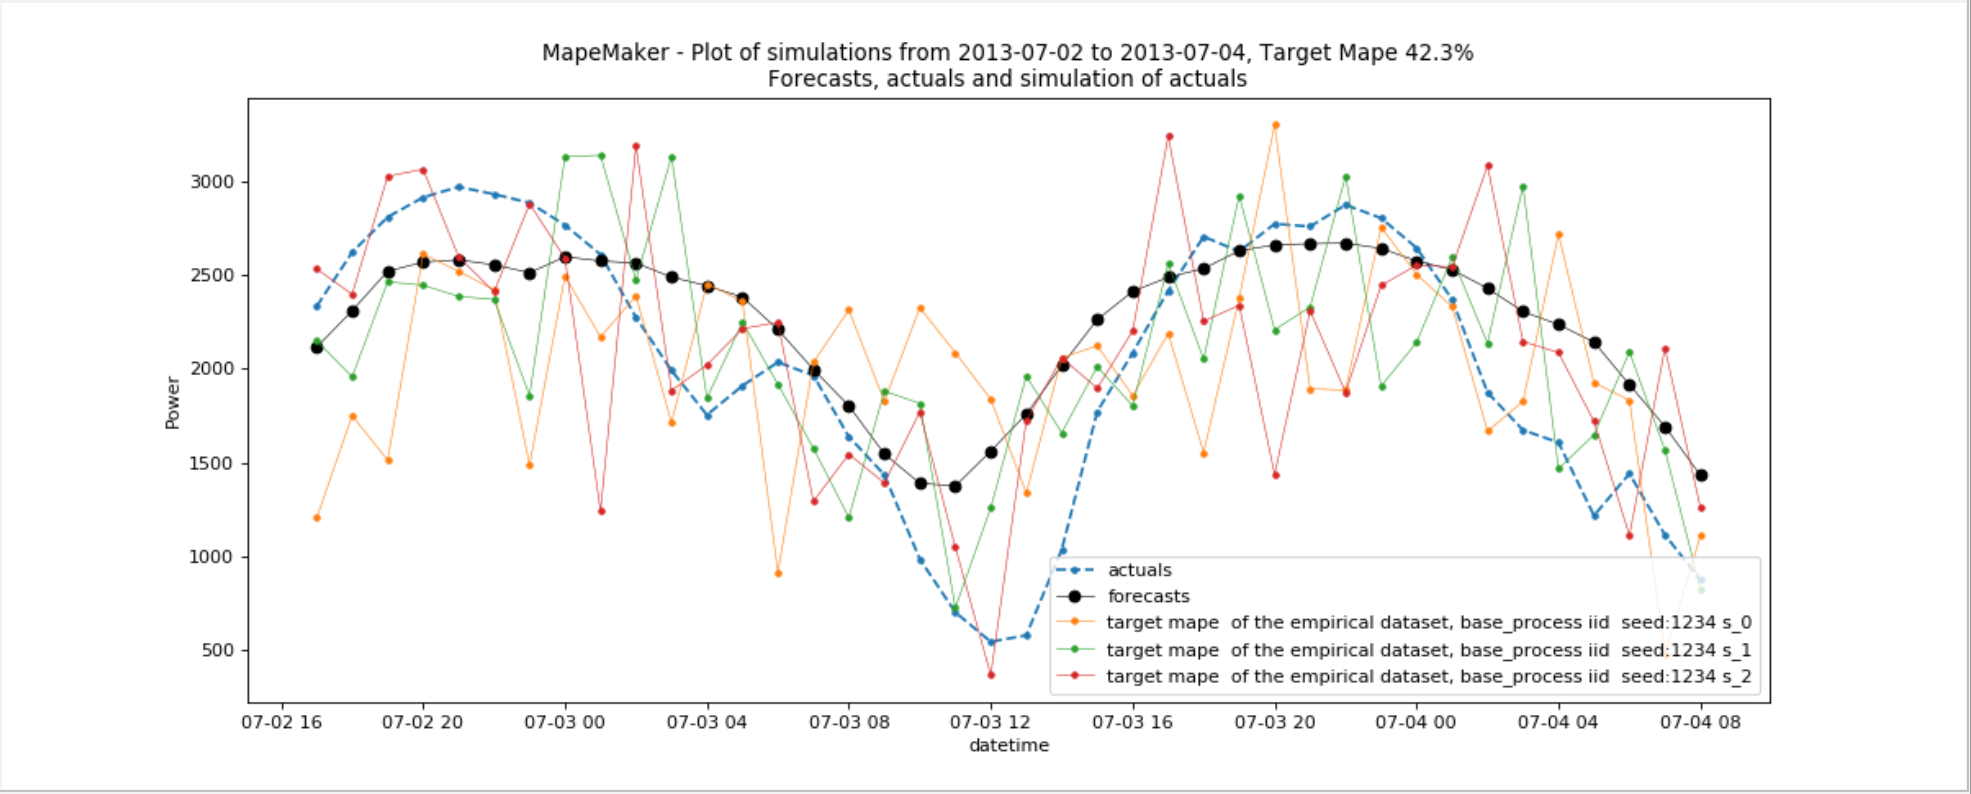 MapeMaker - Plot of simulations from 2013-07-02 to 2013-07-04, Target Mape 42.3%
Forecasts, actuals and simulation of actuals
Power
3000
2500
2000
1500
1000
500
actuals
forecasts
target mape  of the empirical dataset, base_process iid  seed:1234 s_0
target mape  of the empirical dataset, base_process iid  seed:1234 s_1
target mape  of the empirical dataset, base_process iid  seed:1234 s_2
07-02 16 07-02 20 07-03 00 07-03 04 07-03 08 07-03 12 07-03 16 07-03 20 07-04 00 07-04 04 07-04 08
datetime